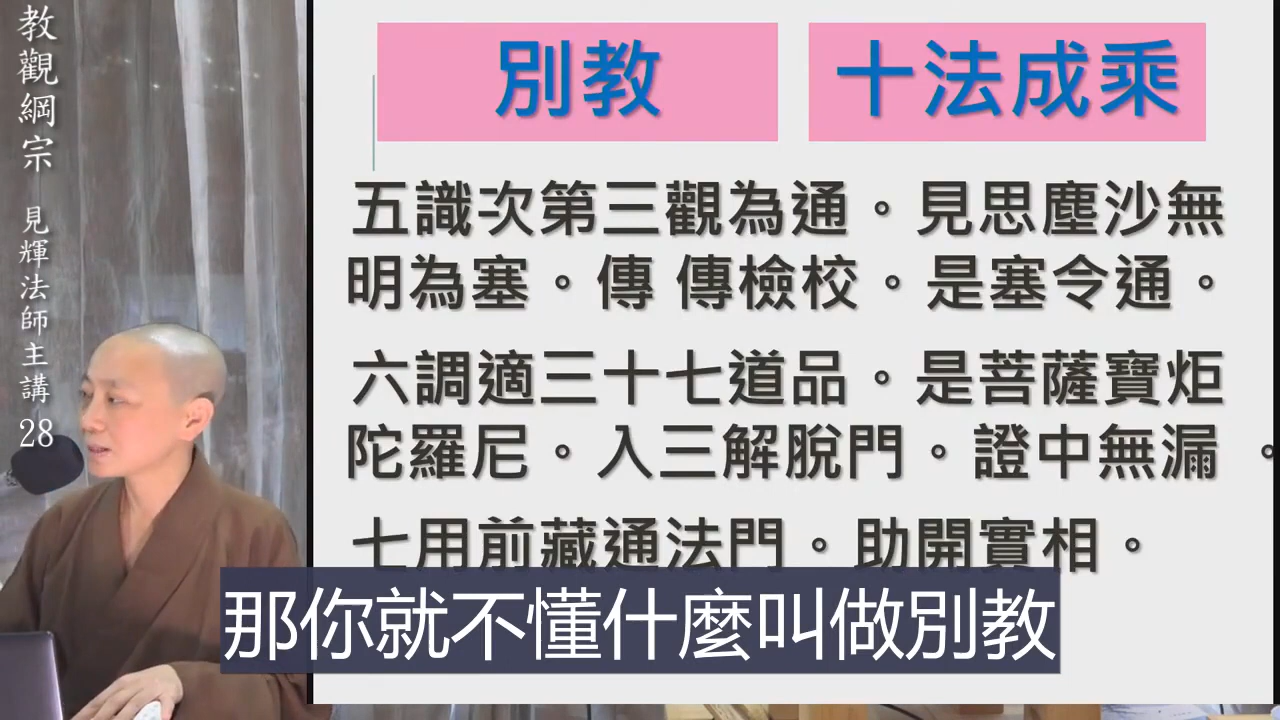 教觀綱宗 見輝法師主講 28
別教 十法成乘
五識次第三觀為通。見思塵沙無
明為塞。傳 傳檢校。是塞令通。
六調適三十七道品。是菩薩寶炬
陀羅尼。入三解脫門。證中無漏。
七用前藏通法門。助開實相。
那你就不懂什麼叫做別教